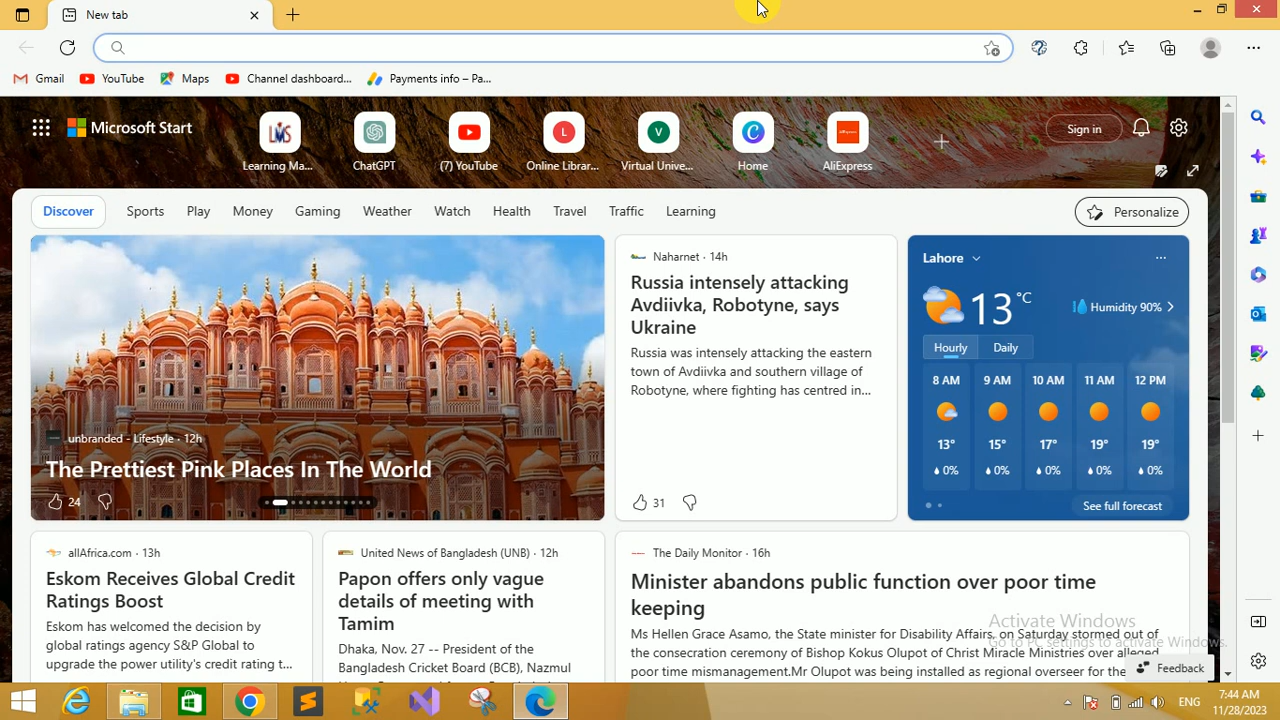 New tab
Gmail
YouTube
Maps
Channel dashboard...
Payments info – Pa...
Microsoft Start
Learning Ma...
ChatGPT
(7) YouTube
L
Online Librar...
V
Virtual Unive...
Home
AliExpress
Sign in
Discover
Sports
Play
Money
Gaming
Weather
Watch
Health
Travel
Traffic
Learning
Personalize
unbranded - Lifestyle · 12h
The Prettiest Pink Places In The World
24
Naharnet · 14h
Russia intensely attacking
Avdiivka, Robotyne, says
Ukraine
Russia was intensely attacking the eastern
town of Avdiivka and southern village of
Robotyne, where fighting has centred in...
31
Lahore
13 °C
Humidity 90%
Hourly
Daily
8 AM 9 AM 10 AM 11 AM 12 PM
13° 15° 17° 19° 19°
0% 0% 0% 0% 0%
See full forecast
allAfrica.com · 13h
Eskom Receives Global Credit
Ratings Boost
Eskom has welcomed the decision by
global ratings agency S&P Global to
upgrade the power utility's credit rating t...
United News of Bangladesh (UNB) · 12h
Papon offers only vague
details of meeting with
Tamim
Dhaka, Nov. 27 -- President of the
Bangladesh Cricket Board (BCB), Nazmul
The Daily Monitor · 16h
Minister abandons public function over poor time
keeping
Ms Hellen Grace Asamo, the State minister for Disability Affairs, on Saturday stormed out of
the consecration ceremony of Bishop Kokus Olupot of Christ Miracle Ministries over alleged
poor time mismanagement.Mr Olupot was being installed as regional overseer for the
Activate Windows
Go to PC settings to activate Windows.
Feedback
ENG
7:44 AM
11/28/2023